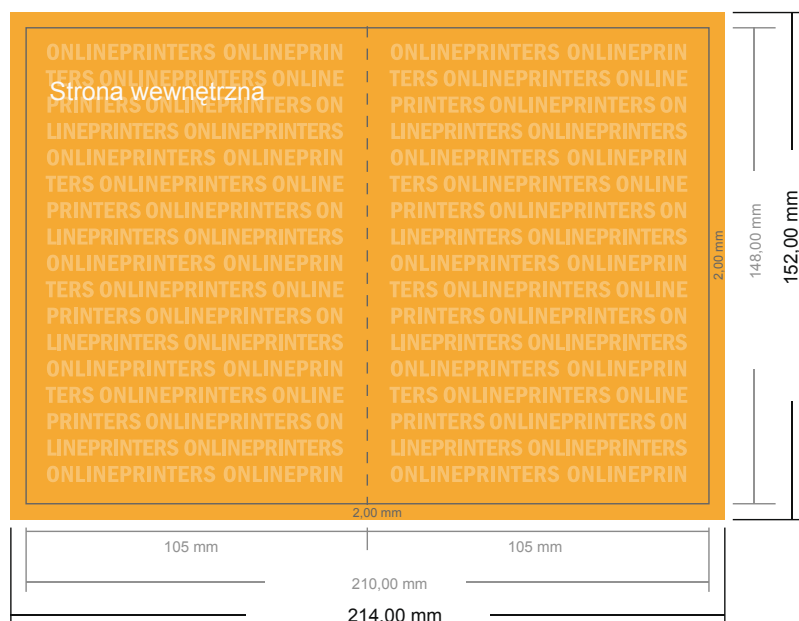 ONLINEPRINTERS ONLINEPRIN
TERS ONLINEPRINTERS ONLINE
Strona wewnętrzna
PRINTERS ONLINEPRINTERS ON
LINEPRINTERS ONLINEPRINTERS
ONLINEPRINTERS ONLINEPRIN
TERS ONLINEPRINTERS ONLINE
PRINTERS ONLINEPRINTERS ON
LINEPRINTERS ONLINEPRINTERS
ONLINEPRINTERS ONLINEPRIN
TERS ONLINEPRINTERS ONLINE
PRINTERS ONLINEPRINTERS ON
LINEPRINTERS ONLINEPRINTERS
ONLINEPRINTERS ONLINEPRIN
TERS ONLINEPRINTERS ONLINE
PRINTERS ONLINEPRINTERS ON
LINEPRINTERS ONLINEPRINTERS
ONLINEPRINTERS ONLINEPRIN
ONLINEPRINTERS ONLINEPRIN
TERS ONLINEPRINTERS ONLINE
PRINTERS ONLINEPRINTERS ON
LINEPRINTERS ONLINEPRINTERS
ONLINEPRINTERS ONLINEPRIN
TERS ONLINEPRINTERS ONLINE
PRINTERS ONLINEPRINTERS ON
LINEPRINTERS ONLINEPRINTERS
ONLINEPRINTERS ONLINEPRIN
TERS ONLINEPRINTERS ONLINE
PRINTERS ONLINEPRINTERS ON
LINEPRINTERS ONLINEPRINTERS
ONLINEPRINTERS ONLINEPRIN
TERS ONLINEPRINTERS ONLINE
PRINTERS ONLINEPRINTERS ON
LINEPRINTERS ONLINEPRINTERS
ONLINEPRINTERS ONLINEPRIN
2,00 mm
148,00 mm
152,00 mm
2,00 mm
105 mm
105 mm
210,00 mm
214,00 mm